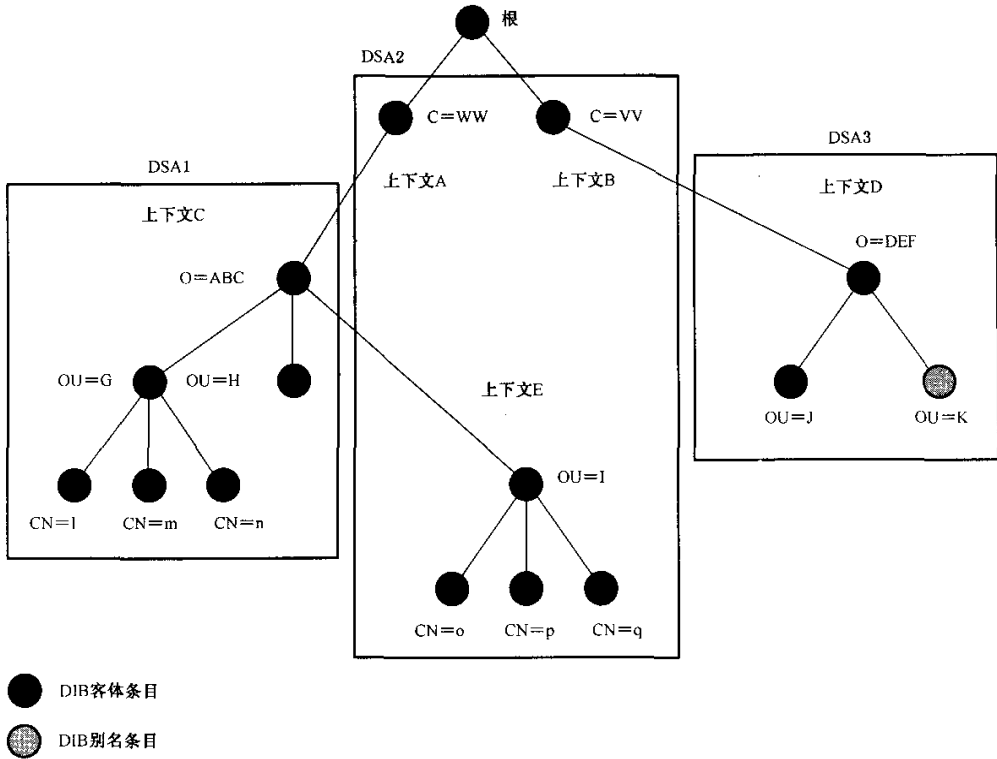 根
DSA2
C=WW
C=VV
DSA3
DSA1
上下文A
上下文B
上下文D
上下文C
O=DEF
O=ABC
OU=G
OU=H
上下文E
OU=J
OU=K
OU=I
CN=l
CN=m
CN=n
CN=o
CN=p
CN=q
DIB客体条目
DIB别名条目